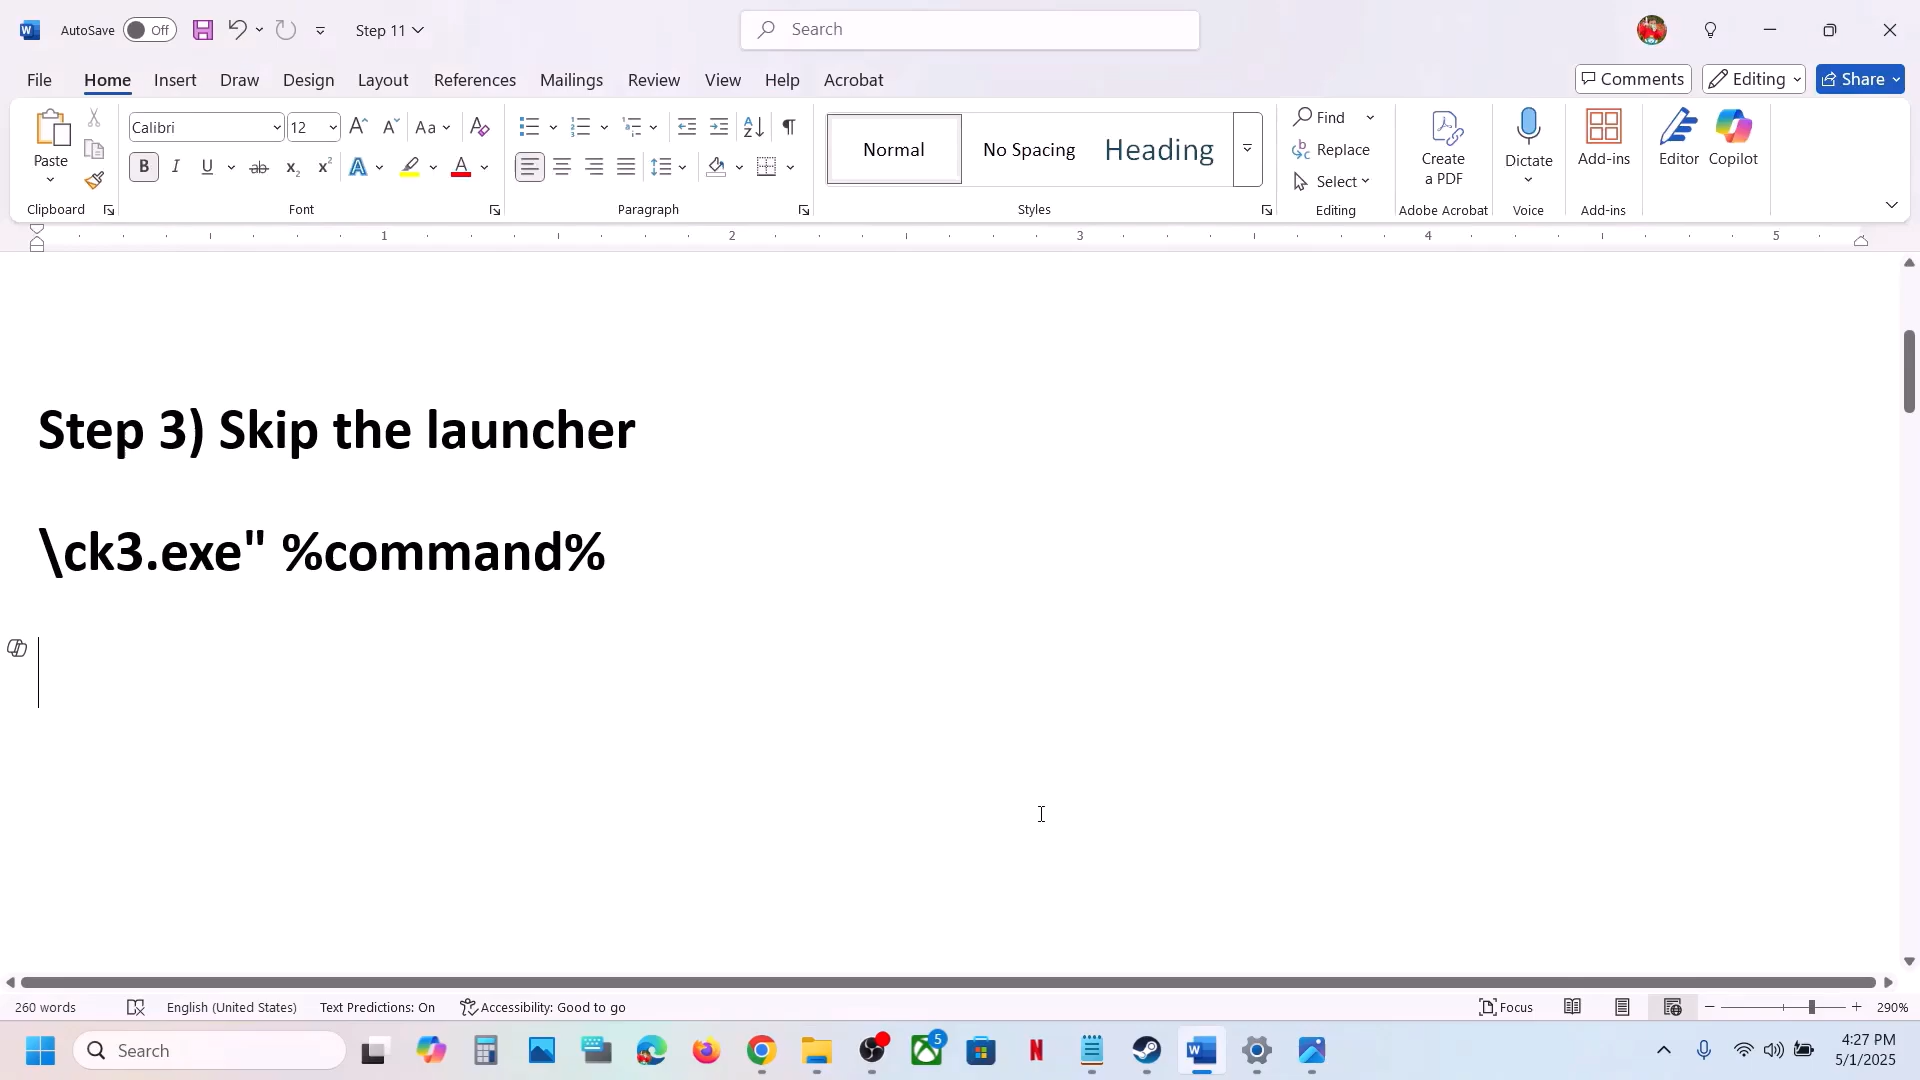 AutoSave Off Step 11 Search
File Home Insert Draw Design Layout References Mailings Review View Help Acrobat Comments Editing Share
Paste Calibri 12 Aa Normal No Spacing Heading Find Replace Select Create a PDF Dictate Add-ins Editor Copilot
Clipboard Font Paragraph Styles Editing Adobe Acrobat Voice Add-ins
1 2 3 4 5
Step 3) Skip the launcher
\ck3.exe" %command%
260 words English (United States) Text Predictions: On Accessibility: Good to go Focus 290%
Search 5 4:27 PM
5/1/2025